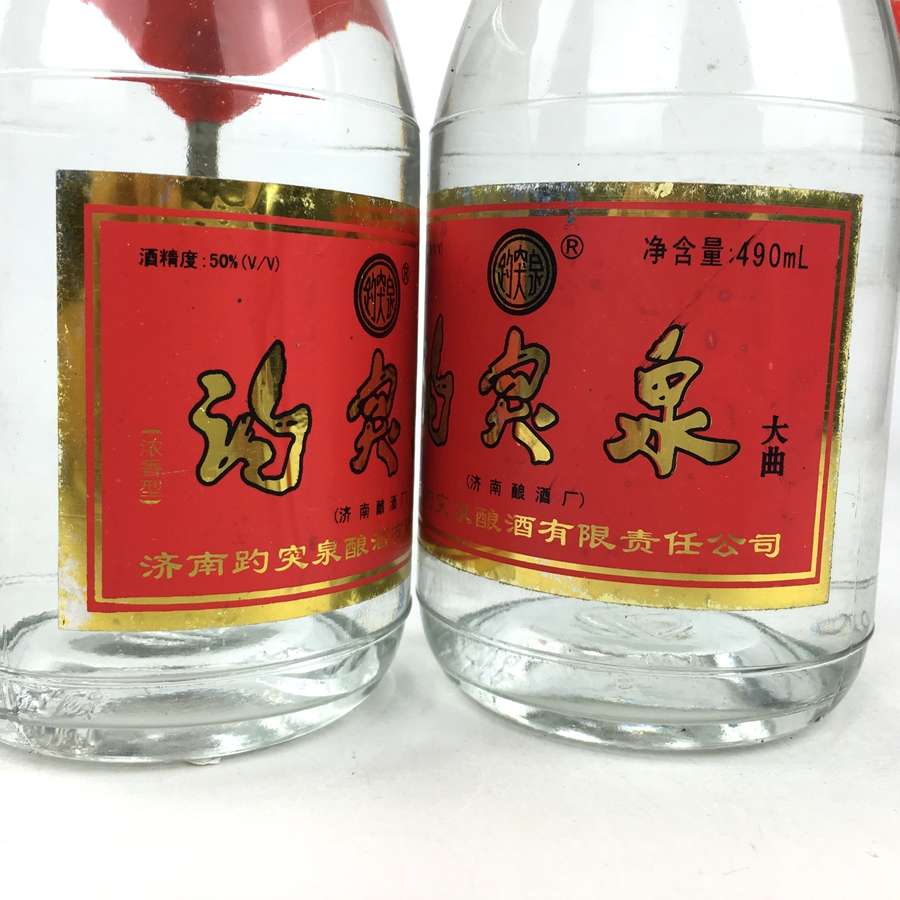 酒精度:50%(V/V)
趵突泉
®
趵突
(浓香型)
(济南酿酒厂
济南趵突泉酿酒
趵突泉
®
净含量:490mL
趵突泉
大曲
(济南酿酒厂)
突泉酿酒有限责任公司